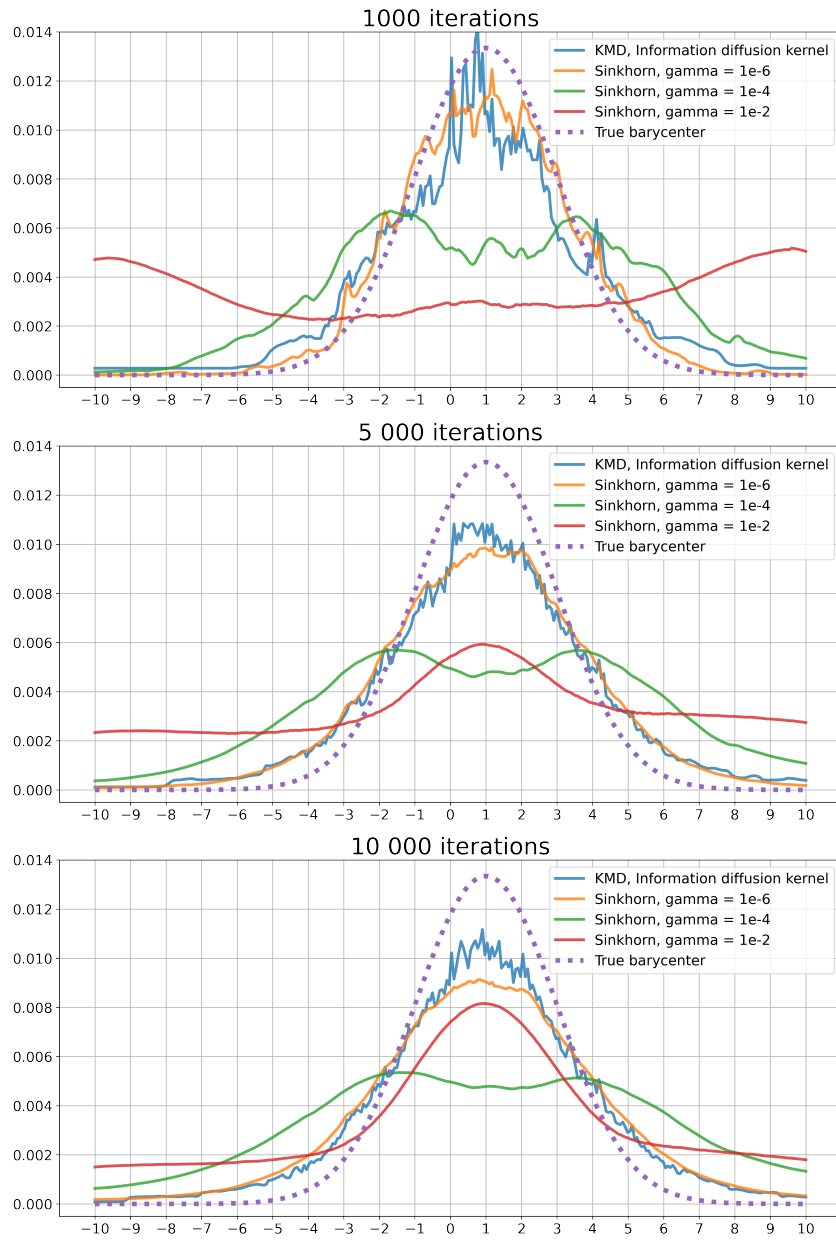 1000 iterations
0.014
0.012
0.010
0.008
0.006
0.004
0.002
0.000
KMD, Information diffusion kernel
Sinkhorn, gamma = 1e-6
Sinkhorn, gamma = 1e-4
Sinkhorn, gamma = 1e-2
True barycenter
−10 −9 −8 −7 −6 −5 −4 −3 −2 −1 0 1 2 3 4 5 6 7 8 9 10
5 000 iterations
0.014
0.012
0.010
0.008
0.006
0.004
0.002
0.000
KMD, Information diffusion kernel
Sinkhorn, gamma = 1e-6
Sinkhorn, gamma = 1e-4
Sinkhorn, gamma = 1e-2
True barycenter
−10 −9 −8 −7 −6 −5 −4 −3 −2 −1 0 1 2 3 4 5 6 7 8 9 10
10 000 iterations
0.014
0.012
0.010
0.008
0.006
0.004
0.002
0.000
KMD, Information diffusion kernel
Sinkhorn, gamma = 1e-6
Sinkhorn, gamma = 1e-4
Sinkhorn, gamma = 1e-2
True barycenter
−10 −9 −8 −7 −6 −5 −4 −3 −2 −1 0 1 2 3 4 5 6 7 8 9 10